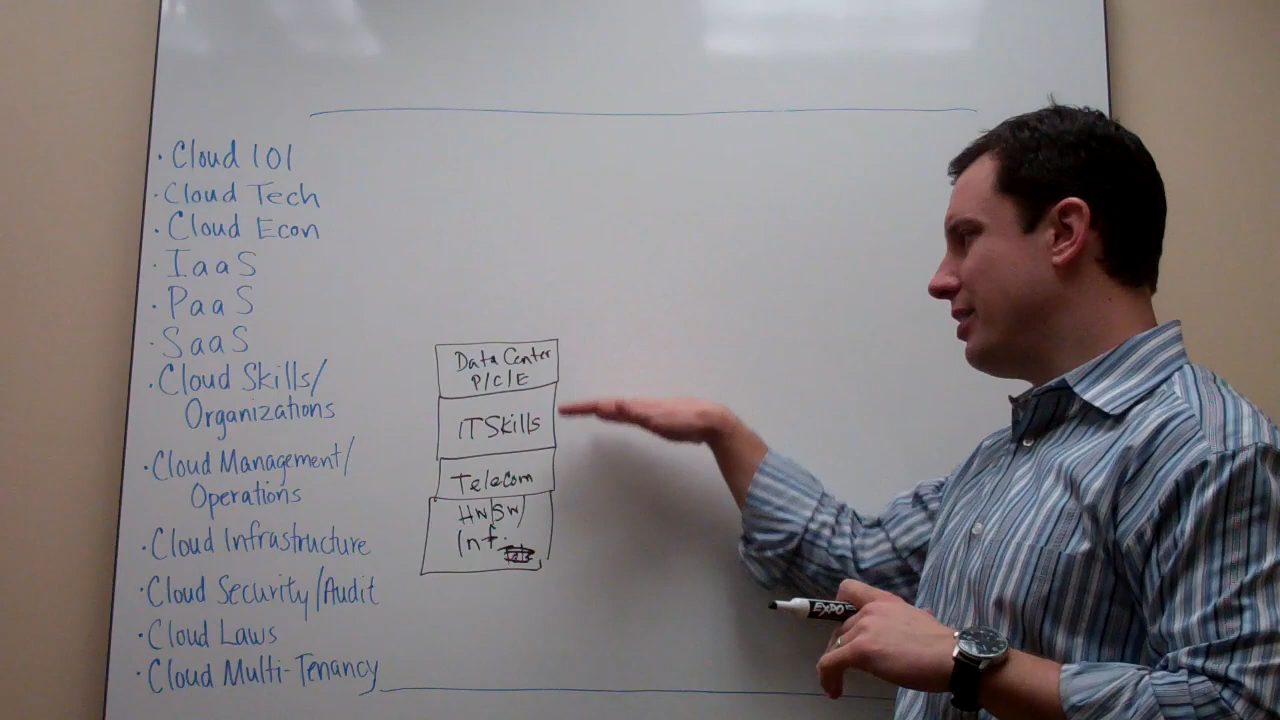 · Cloud 101
· Cloud Tech
· Cloud Econ
· IaaS
· PaaS
· SaaS
· Cloud Skills/
Organizations
· Cloud Management/
Operations
· Cloud Infrastructure
· Cloud Security/Audit
· Cloud Laws
· Cloud Multi-Tenancy
Data Center
P/C/E
IT Skills
Telecom
HW/SW/
Inf.
EXPO